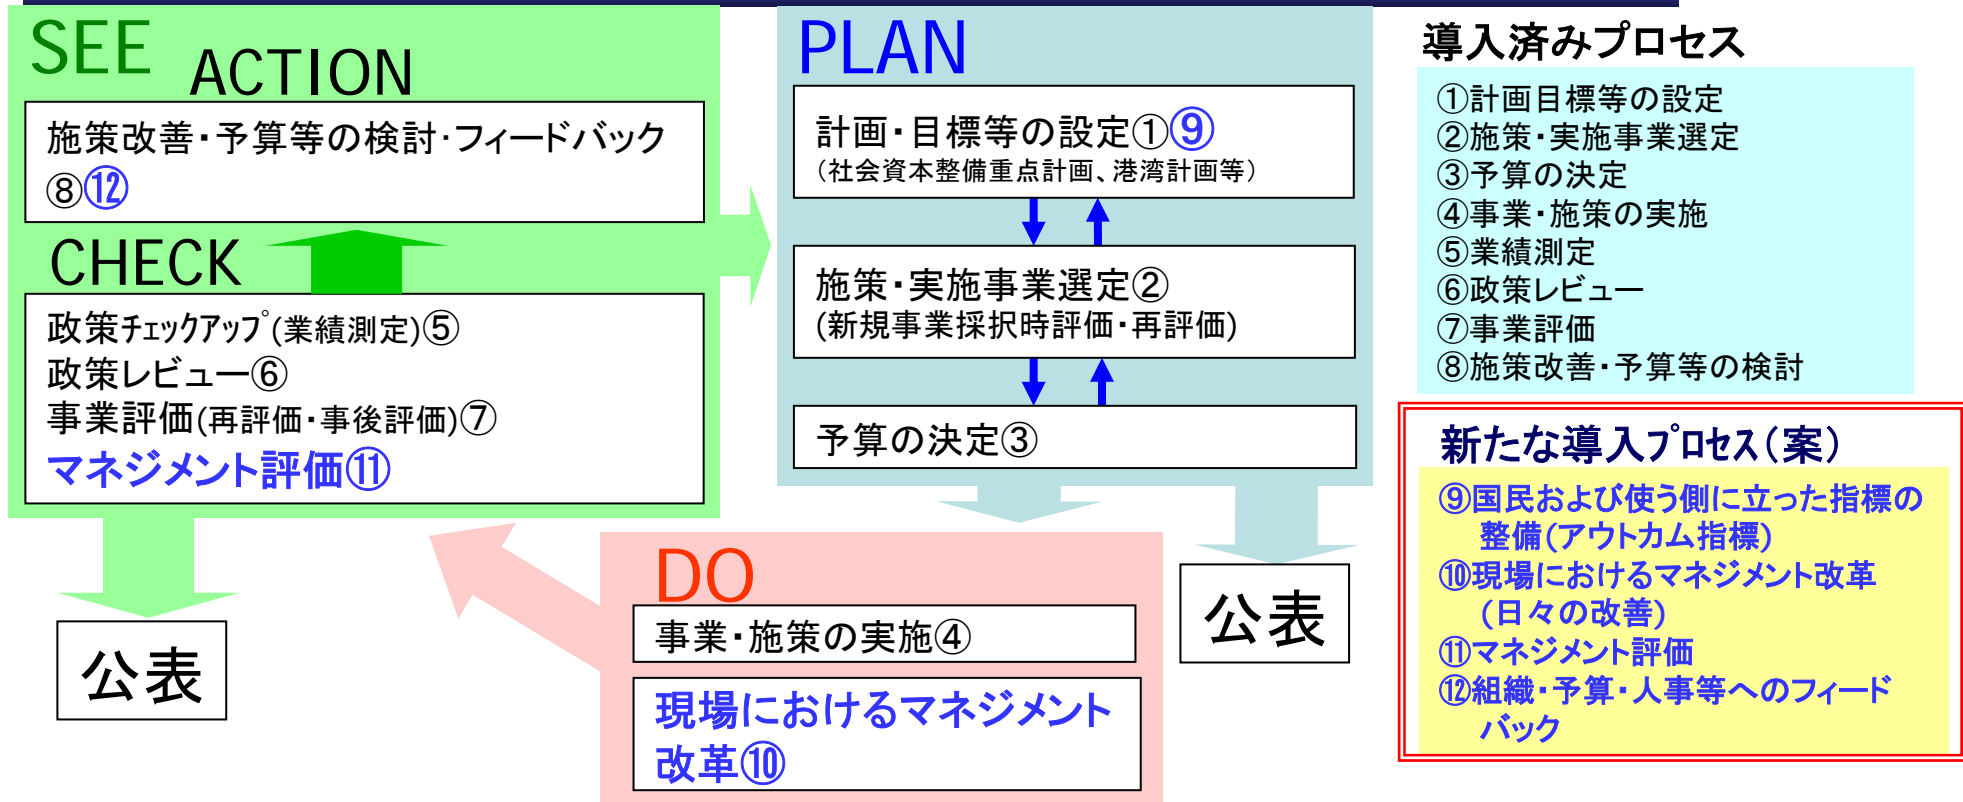 SEE
ACTION
施策改善・予算等の検討・フィードバック
⑧⑫
CHECK
政策チェックアップ(業績測定)⑤
政策レビュー⑥
事業評価(再評価・事後評価)⑦
マネジメント評価⑪
公表
PLAN
計画・目標等の設定①⑨
（社会資本整備重点計画、港湾計画等）
施策・実施事業選定②
(新規事業採択時評価・再評価)
予算の決定③
公表
DO
事業・施策の実施④
現場におけるマネジメント
改革⑩
導入済みプロセス
①計画目標等の設定
②施策・実施事業選定
③予算の決定
④事業・施策の実施
⑤業績測定
⑥政策レビュー
⑦事業評価
⑧施策改善・予算等の検討
新たな導入プロセス（案）
⑨国民および使う側に立った指標の
整備(アウトカム指標)
⑩現場におけるマネジメント改革
(日々の改善)
⑪マネジメント評価
⑫組織・予算・人事等へのフィード
バック